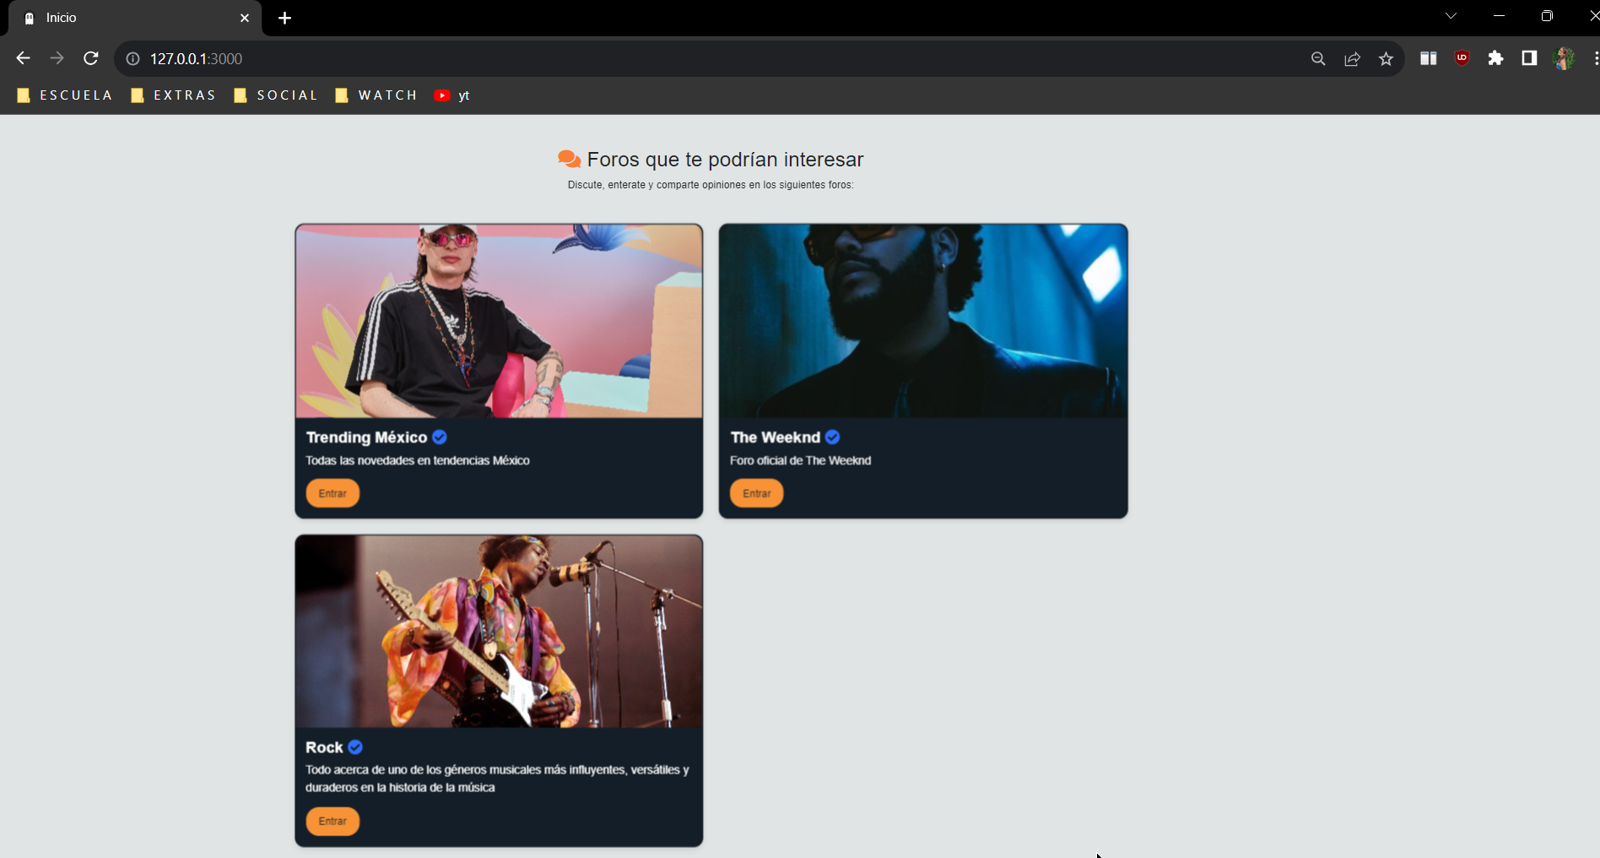 Inicio
127.0.0.1:3000
ESCUELA
EXTRAS
SOCIAL
WATCH
yt
Foros que te podrían interesar
Discute, enterate y comparte opiniones en los siguientes foros:
Trending México
Todas las novedades en tendencias México
Entrar
The Weeknd
Foro oficial de The Weeknd
Entrar
Rock
Todo acerca de uno de los géneros musicales más influyentes, versátiles y
duraderos en la historia de la música
Entrar